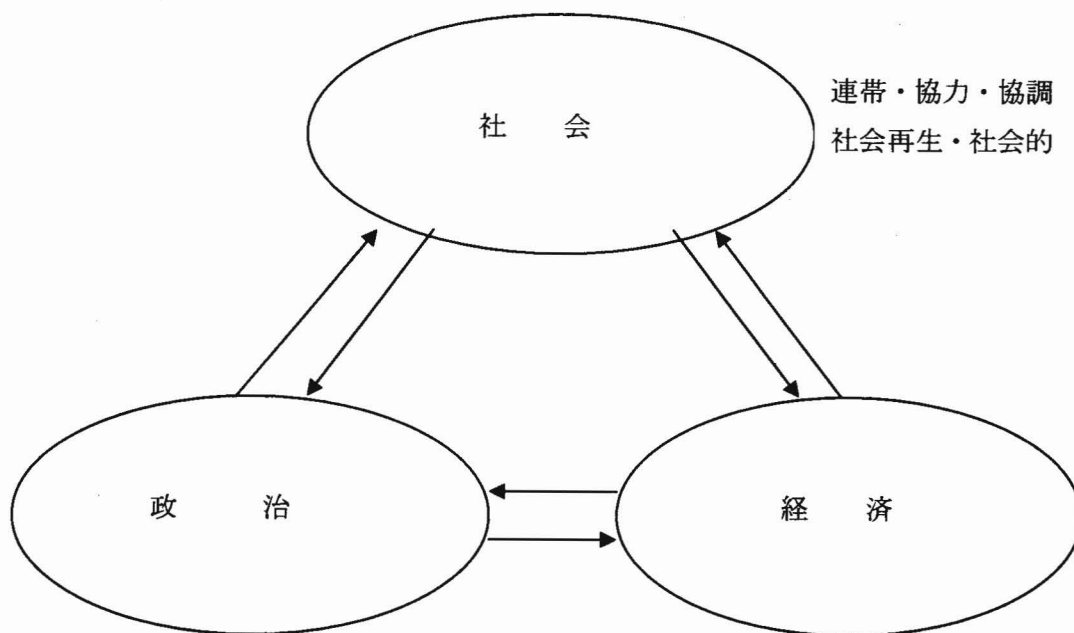 社　会
連帯・協力・協調
社会再生・社会的
政　治
経　済